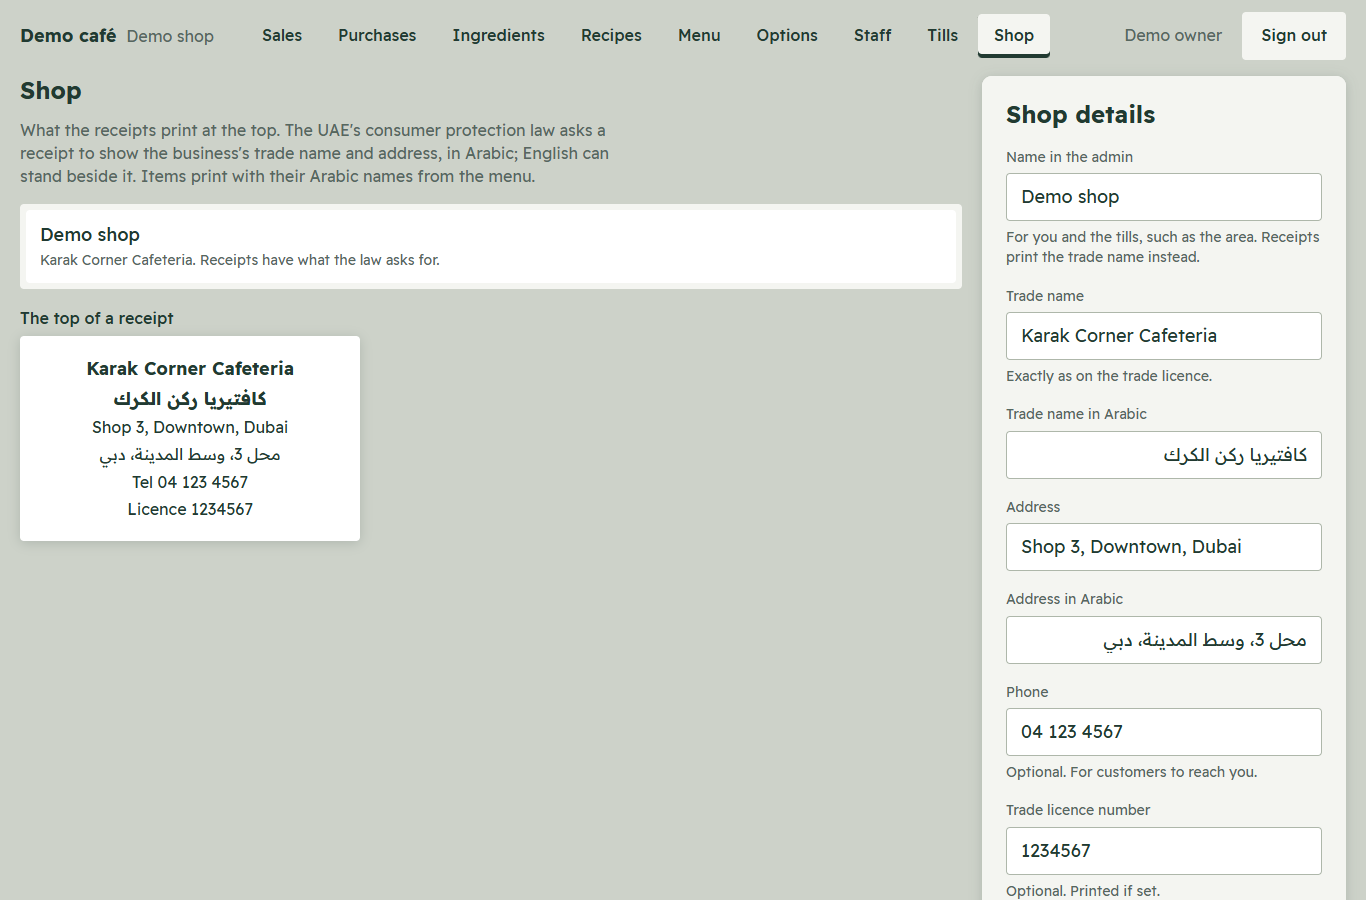 Demo café Demo shop Sales Purchases Ingredients Recipes Menu Options Staff Tills Shop Demo owner Sign out
Shop
What the receipts print at the top. The UAE's consumer protection law asks a
receipt to show the business's trade name and address, in Arabic; English can
stand beside it. Items print with their Arabic names from the menu.
Demo shop
Karak Corner Cafeteria. Receipts have what the law asks for.
The top of a receipt
Karak Corner Cafeteria
كافتيريا ركن الكرك
Shop 3, Downtown, Dubai
محل 3، وسط المدينة، دبي
Tel 04 123 4567
Licence 1234567
Shop details
Name in the admin
Demo shop
For you and the tills, such as the area. Receipts
print the trade name instead.
Trade name
Karak Corner Cafeteria
Exactly as on the trade licence.
Trade name in Arabic
كافتيريا ركن الكرك
Address
Shop 3, Downtown, Dubai
Address in Arabic
محل 3، وسط المدينة، دبي
Phone
04 123 4567
Optional. For customers to reach you.
Trade licence number
1234567
Optional. Printed if set.